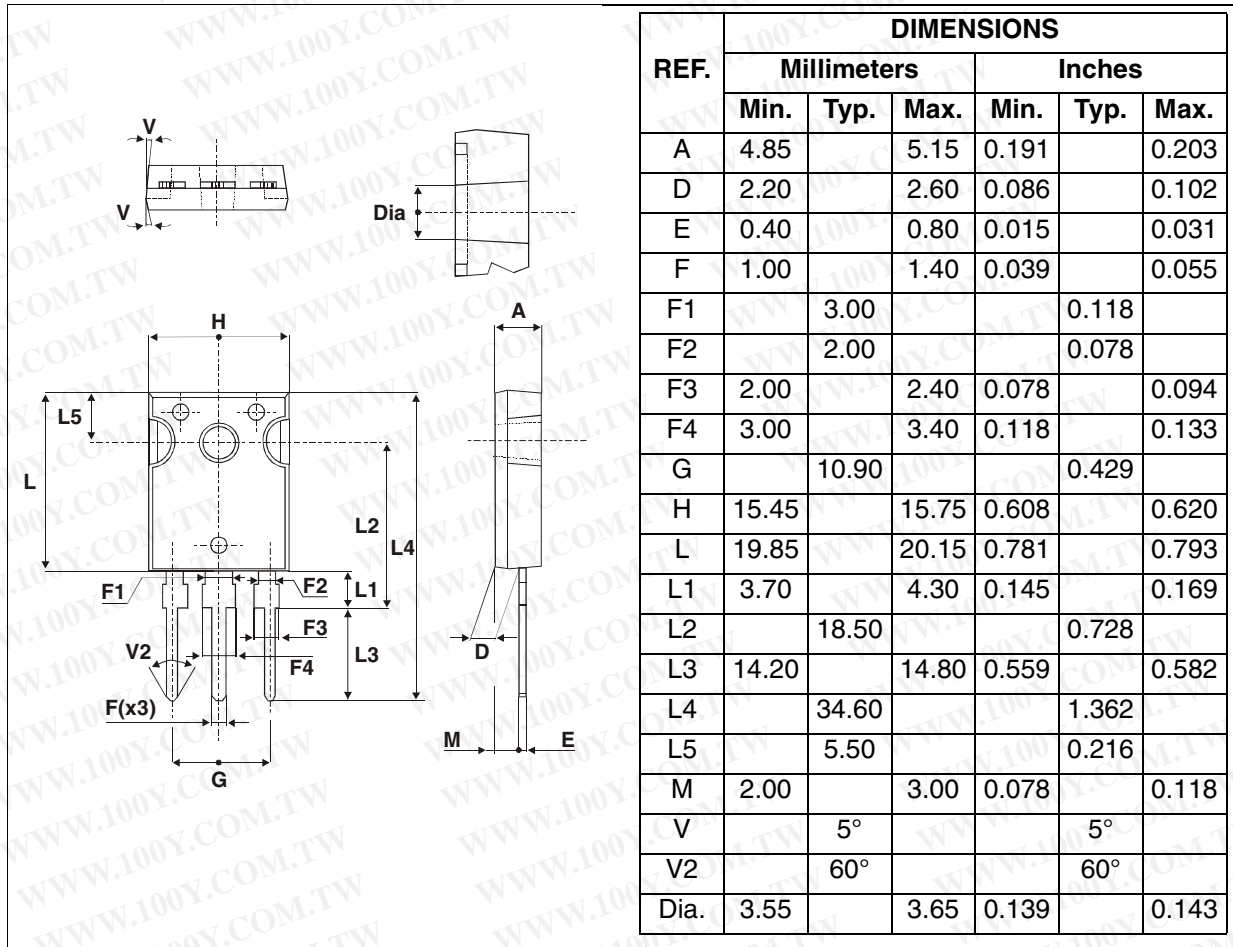 V
V
Dia
H
A
L5
L
L2
L4
F1
F2
L1
F3
V2
F4
L3
D
F(x3)
M
E
G
DIMENSIONS
REF. Millimeters Inches
Min. Typ. Max. Min. Typ. Max.
A 4.85 5.15 0.191 0.203
D 2.20 2.60 0.086 0.102
E 0.40 0.80 0.015 0.031
F 1.00 1.40 0.039 0.055
F1 3.00 0.118
F2 2.00 0.078
F3 2.00 2.40 0.078 0.094
F4 3.00 3.40 0.118 0.133
G 10.90 0.429
H 15.45 15.75 0.608 0.620
L 19.85 20.15 0.781 0.793
L1 3.70 4.30 0.145 0.169
L2 18.50 0.728
L3 14.20 14.80 0.559 0.582
L4 34.60 1.362
L5 5.50 0.216
M 2.00 3.00 0.078 0.118
V 5° 5°
V2 60° 60°
Dia. 3.55 3.65 0.139 0.143
WWW.100Y.COM.TW